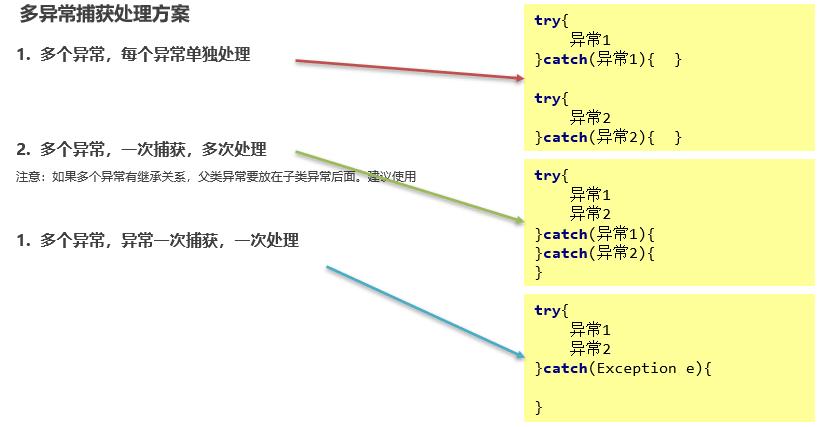 多异常捕获处理方案
1. 多个异常，每个异常单独处理
2. 多个异常，一次捕获，多次处理
注意：如果多个异常有继承关系，父类异常要放在子类异常后面。建议使用
1. 多个异常，异常一次捕获，一次处理
try{
异常1
}catch(异常1){  }
try{
异常2
}catch(异常2){  }
try{
异常1
异常2
}catch(异常1){
}catch(异常2){
}
try{
异常1
异常2
}catch(Exception e){
}